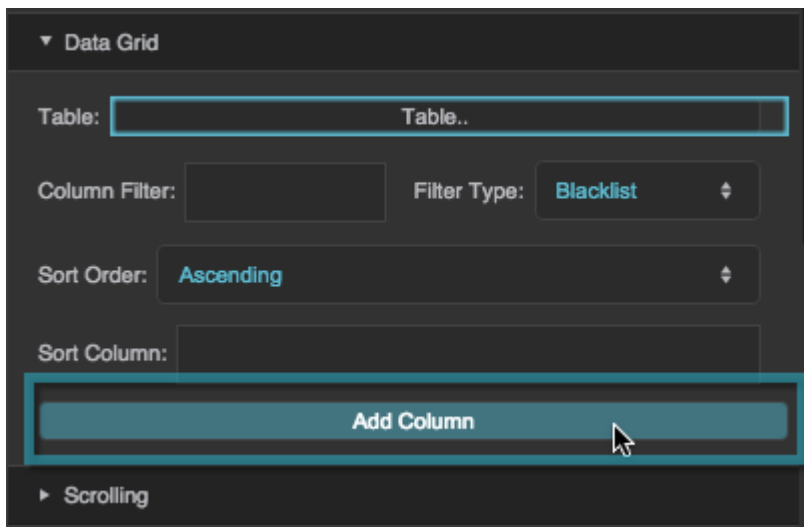 Data Grid
Table: Table..
Column Filter: Filter Type: Blacklist
Sort Order: Ascending
Sort Column:
Add Column
Scrolling